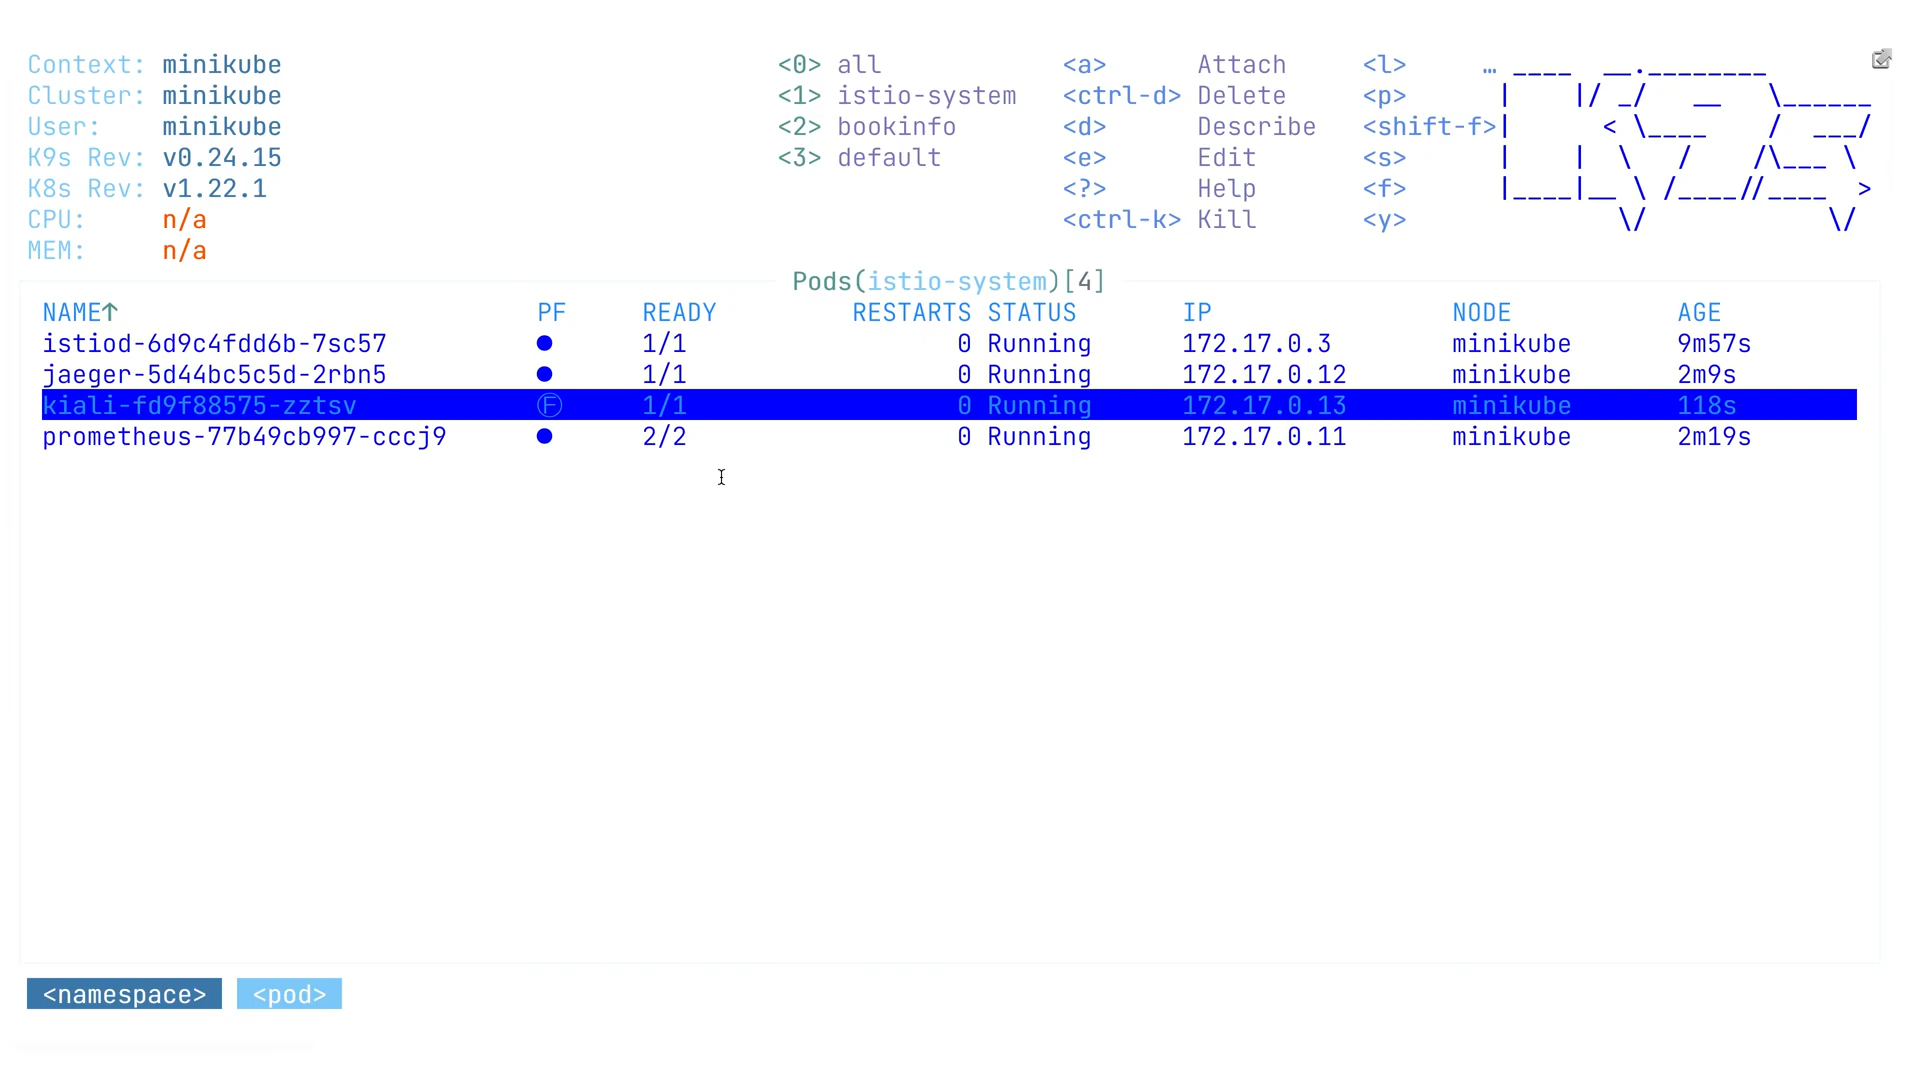 Context: minikube <0> all <a> Attach <l> …
Cluster: minikube <1> istio-system <ctrl-d> Delete <p>
User: minikube <2> bookinfo <d> Describe <shift-f>
K9s Rev: v0.24.15 <3> default <e> Edit <s>
K8s Rev: v1.22.1 <?> Help <f>
CPU: n/a <ctrl-k> Kill <y>
MEM: n/a
Pods(istio-system)[4]
NAME↑ PF READY RESTARTS STATUS IP NODE AGE
istiod-6d9c4fdd6b-7sc57 ● 1/1 0 Running 172.17.0.3 minikube 9m57s
jaeger-5d44bc5c5d-2rbn5 ● 1/1 0 Running 172.17.0.12 minikube 2m9s
kiali-fd9f88575-zztsv Ⓕ 1/1 0 Running 172.17.0.13 minikube 118s
prometheus-77b49cb997-cccj9 ● 2/2 0 Running 172.17.0.11 minikube 2m19s
<namespace> <pod>